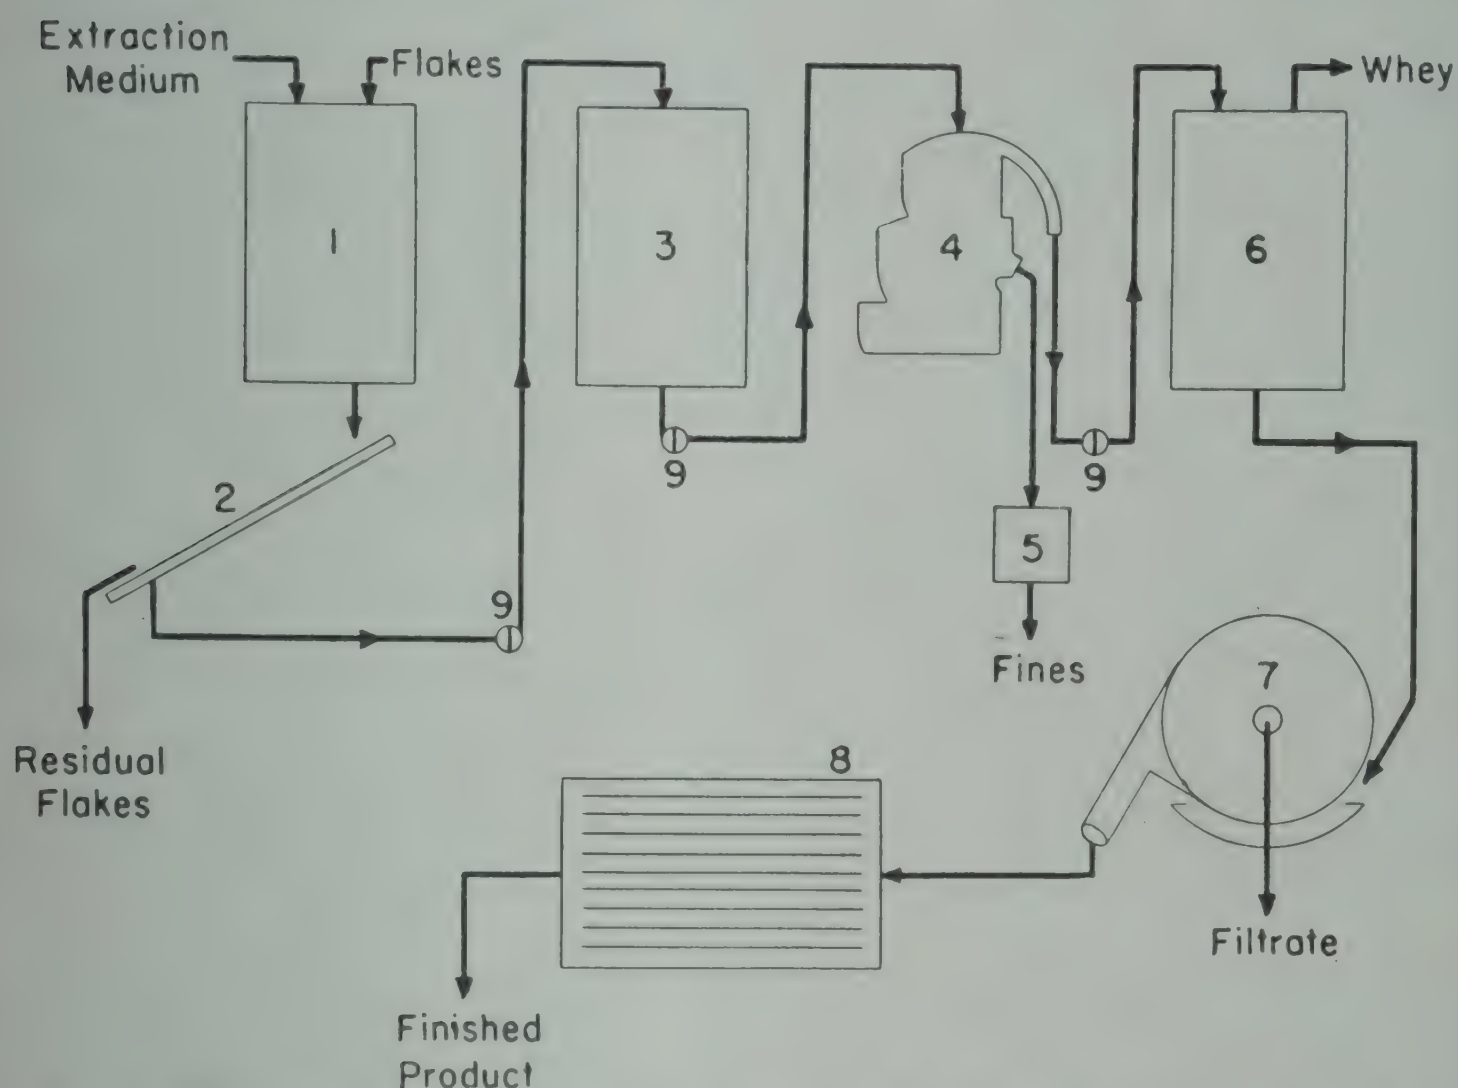 Extraction
Medium
Flakes
Whey
1
3
4
6
2
9
9
9
5
Fines
7
Residual
Flakes
8
Filtrate
Finished
Product